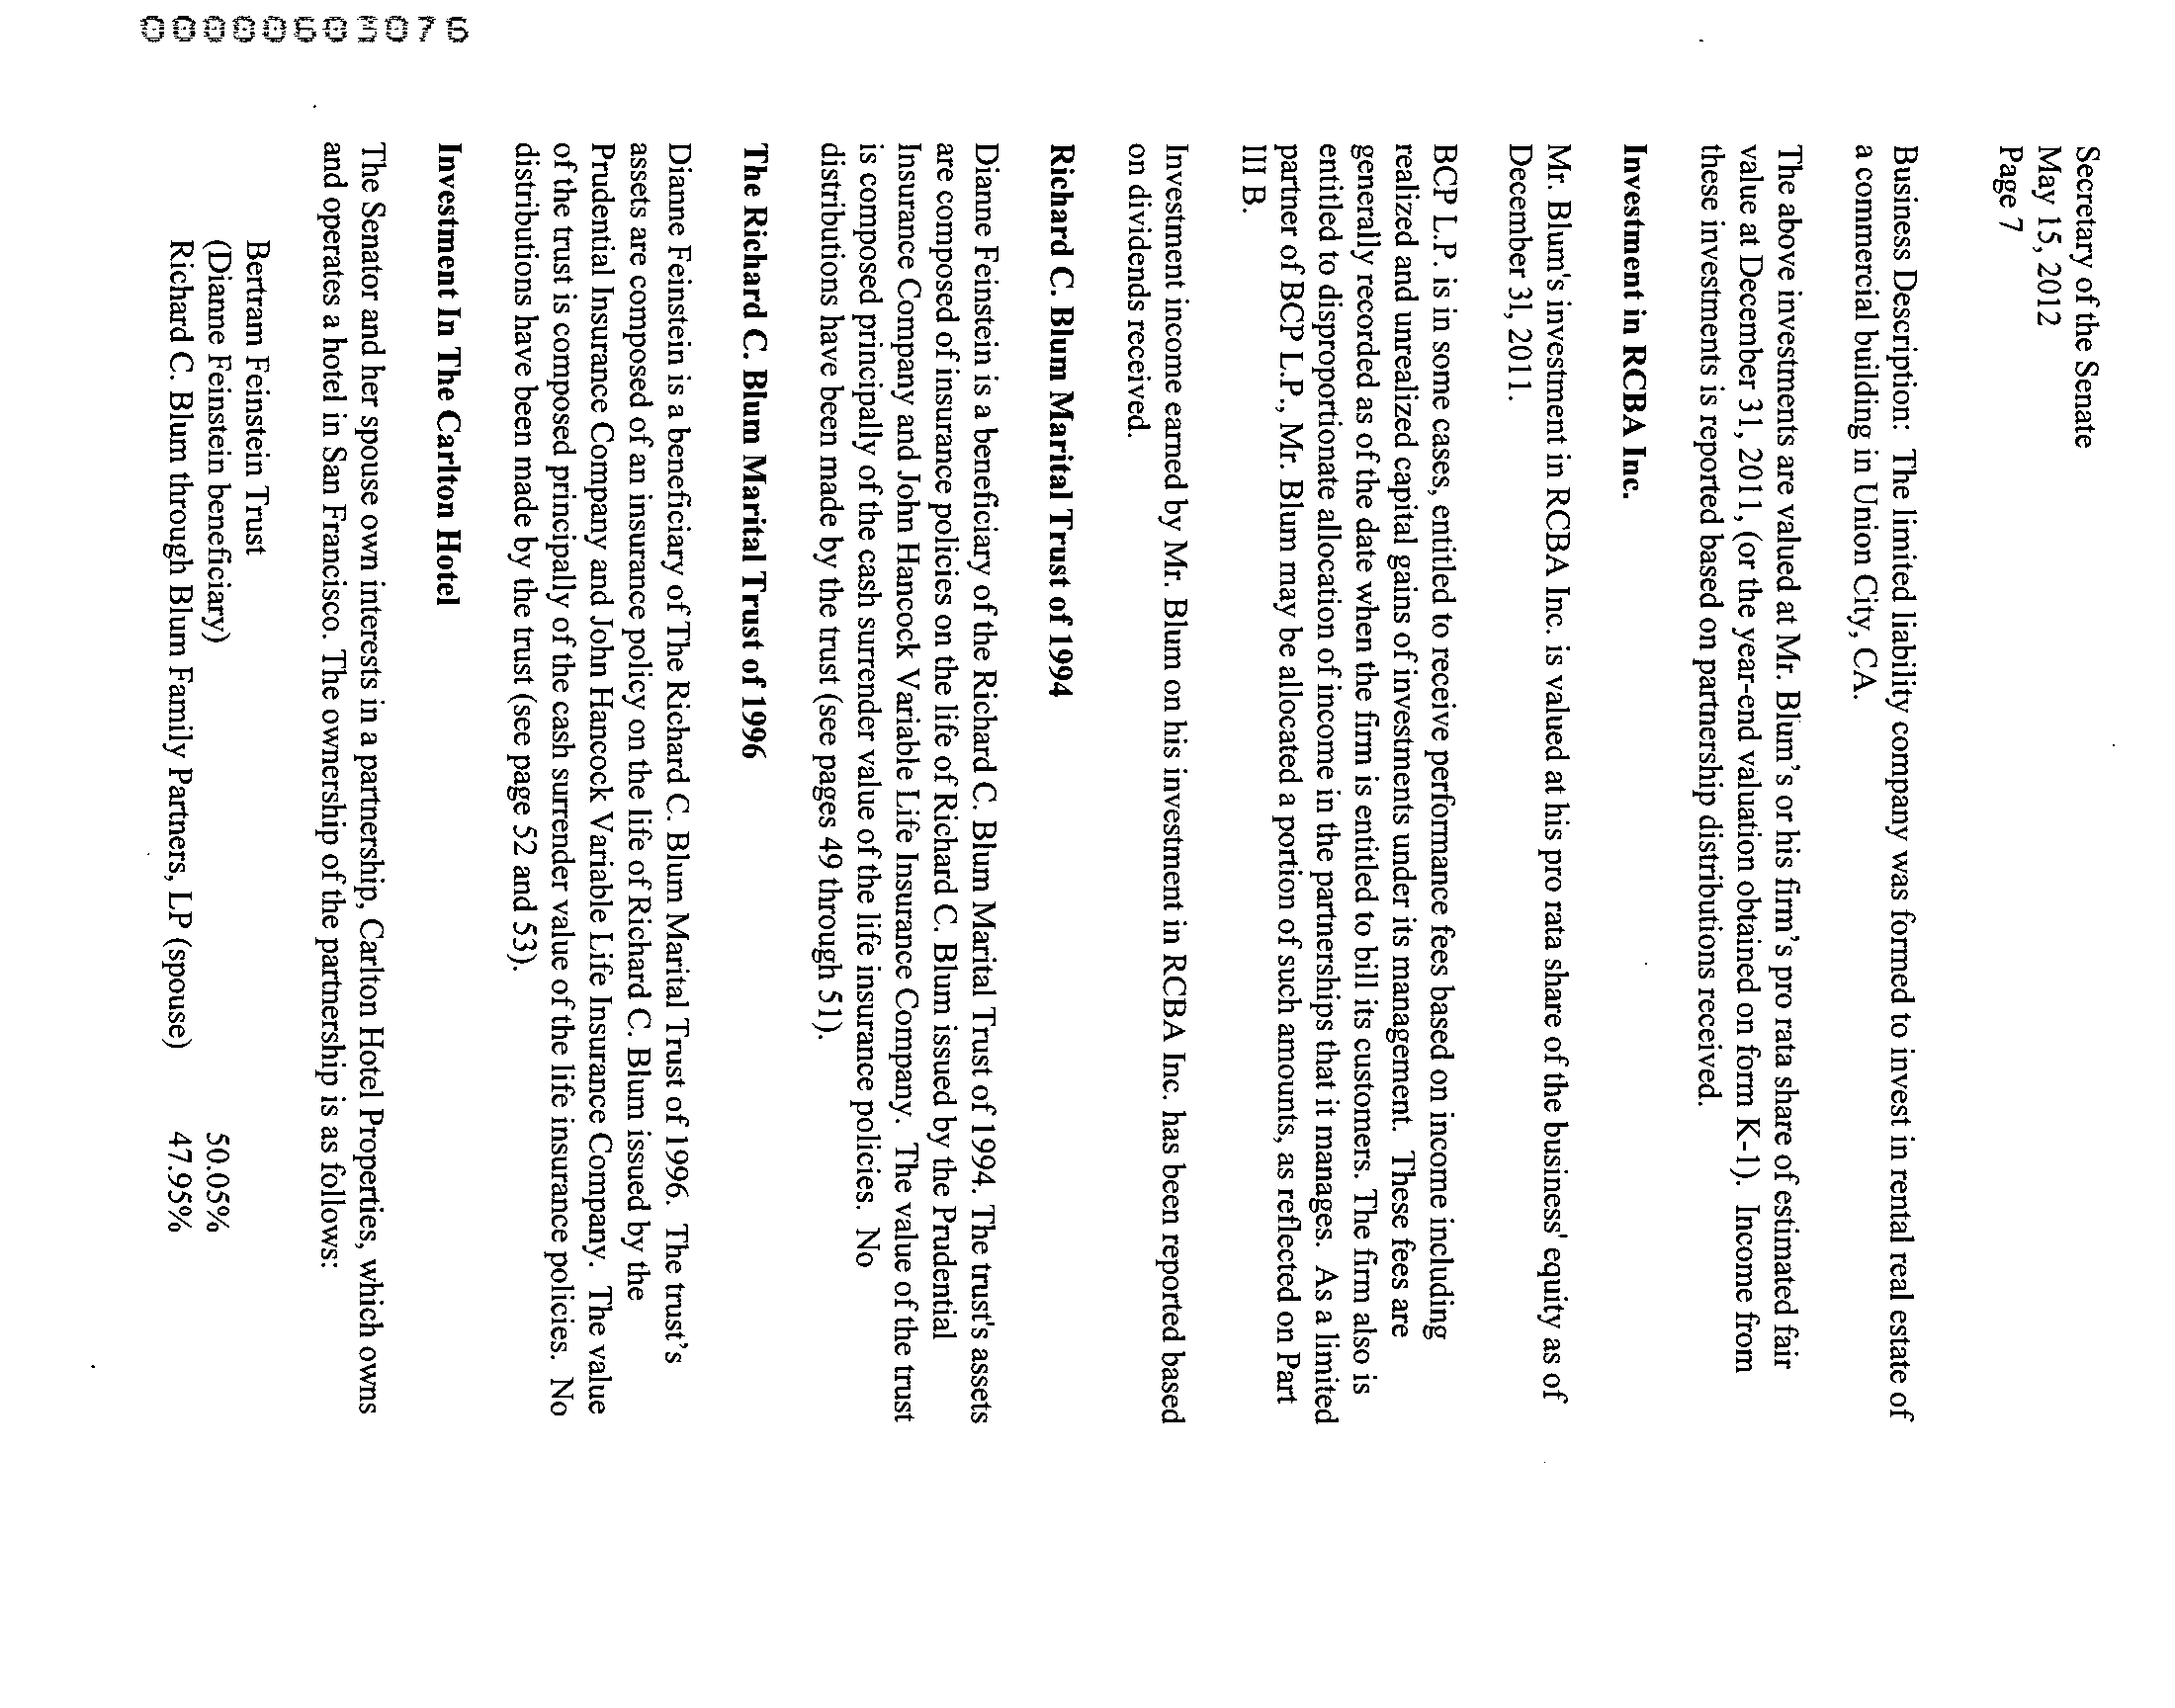 Secretary of the Senate
May 15, 2012
Page 7
Business Description:  The limited liability company was formed to invest in rental real estate of
a commercial building in Union City, CA.
The above investments are valued at Mr. Blum's or his firm's pro rata share of estimated fair
value at December 31, 2011, (or the year-end valuation obtained on form K-1).  Income from
these investments is reported based on partnership distributions received.
Investment in RCBA Inc.
Mr. Blum's investment in RCBA Inc. is valued at his pro rata share of the business' equity as of
December 31, 2011.
BCP L.P. is in some cases, entitled to receive performance fees based on income including
realized and unrealized capital gains of investments under its management.  These fees are
generally recorded as of the date when the firm is entitled to bill its customers. The firm also is
entitled to disproportionate allocation of income in the partnerships that it manages.  As a limited
partner of BCP L.P., Mr. Blum may be allocated a portion of such amounts, as reflected on Part
III B.
Investment income earned by Mr. Blum on his investment in RCBA Inc. has been reported based
on dividends received.
Richard C. Blum Marital Trust of 1994
Dianne Feinstein is a beneficiary of the Richard C. Blum Marital Trust of 1994. The trust's assets
are composed of insurance policies on the life of Richard C. Blum issued by the Prudential
Insurance Company and John Hancock Variable Life Insurance Company.  The value of the trust
is composed principally of the cash surrender value of the life insurance policies.  No
distributions have been made by the trust (see pages 49 through 51).
The Richard C. Blum Marital Trust of 1996
Dianne Feinstein is a beneficiary of The Richard C. Blum Marital Trust of 1996.  The trust's
assets are composed of an insurance policy on the life of Richard C. Blum issued by the
Prudential Insurance Company and John Hancock Variable Life Insurance Company.  The value
of the trust is composed principally of the cash surrender value of the life insurance policies.  No
distributions have been made by the trust (see page 52 and 53).
Investment In The Carlton Hotel
The Senator and her spouse own interests in a partnership, Carlton Hotel Properties, which owns
and operates a hotel in San Francisco. The ownership of the partnership is as follows:
Bertram Feinstein Trust
(Dianne Feinstein beneficiary) 50.05%
Richard C. Blum through Blum Family Partners, LP (spouse) 47.95%